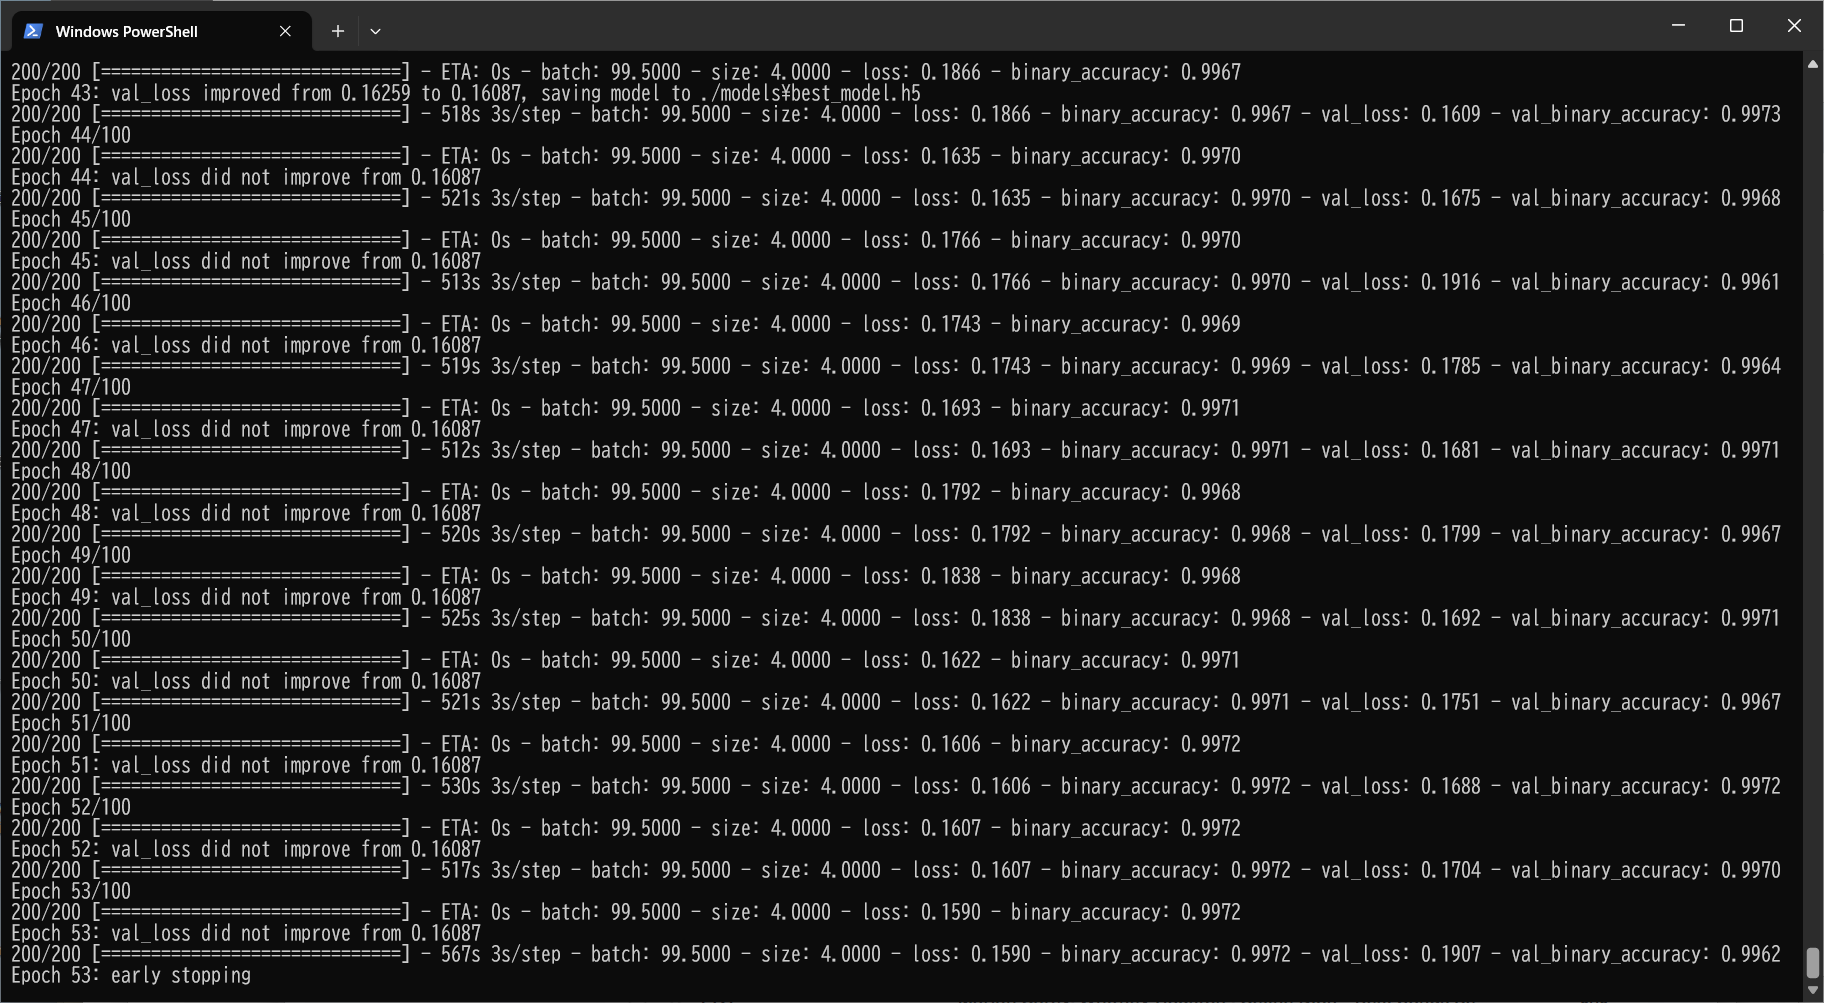 Windows PowerShell
200/200 [==============================] - ETA: 0s - batch: 99.5000 - size: 4.0000 - loss: 0.1866 - binary_accuracy: 0.9967
Epoch 43: val_loss improved from 0.16259 to 0.16087, saving model to ./models¥best_model.h5
200/200 [==============================] - 518s 3s/step - batch: 99.5000 - size: 4.0000 - loss: 0.1866 - binary_accuracy: 0.9967 - val_loss: 0.1609 - val_binary_accuracy: 0.9973
Epoch 44/100
200/200 [==============================] - ETA: 0s - batch: 99.5000 - size: 4.0000 - loss: 0.1635 - binary_accuracy: 0.9970
Epoch 44: val_loss did not improve from 0.16087
200/200 [==============================] - 521s 3s/step - batch: 99.5000 - size: 4.0000 - loss: 0.1635 - binary_accuracy: 0.9970 - val_loss: 0.1675 - val_binary_accuracy: 0.9968
Epoch 45/100
200/200 [==============================] - ETA: 0s - batch: 99.5000 - size: 4.0000 - loss: 0.1766 - binary_accuracy: 0.9970
Epoch 45: val_loss did not improve from 0.16087
200/200 [==============================] - 513s 3s/step - batch: 99.5000 - size: 4.0000 - loss: 0.1766 - binary_accuracy: 0.9970 - val_loss: 0.1916 - val_binary_accuracy: 0.9961
Epoch 46/100
200/200 [==============================] - ETA: 0s - batch: 99.5000 - size: 4.0000 - loss: 0.1743 - binary_accuracy: 0.9969
Epoch 46: val_loss did not improve from 0.16087
200/200 [==============================] - 519s 3s/step - batch: 99.5000 - size: 4.0000 - loss: 0.1743 - binary_accuracy: 0.9969 - val_loss: 0.1785 - val_binary_accuracy: 0.9964
Epoch 47/100
200/200 [==============================] - ETA: 0s - batch: 99.5000 - size: 4.0000 - loss: 0.1693 - binary_accuracy: 0.9971
Epoch 47: val_loss did not improve from 0.16087
200/200 [==============================] - 512s 3s/step - batch: 99.5000 - size: 4.0000 - loss: 0.1693 - binary_accuracy: 0.9971 - val_loss: 0.1681 - val_binary_accuracy: 0.9971
Epoch 48/100
200/200 [==============================] - ETA: 0s - batch: 99.5000 - size: 4.0000 - loss: 0.1792 - binary_accuracy: 0.9968
Epoch 48: val_loss did not improve from 0.16087
200/200 [==============================] - 520s 3s/step - batch: 99.5000 - size: 4.0000 - loss: 0.1792 - binary_accuracy: 0.9968 - val_loss: 0.1799 - val_binary_accuracy: 0.9967
Epoch 49/100
200/200 [==============================] - ETA: 0s - batch: 99.5000 - size: 4.0000 - loss: 0.1838 - binary_accuracy: 0.9968
Epoch 49: val_loss did not improve from 0.16087
200/200 [==============================] - 525s 3s/step - batch: 99.5000 - size: 4.0000 - loss: 0.1838 - binary_accuracy: 0.9968 - val_loss: 0.1692 - val_binary_accuracy: 0.9971
Epoch 50/100
200/200 [==============================] - ETA: 0s - batch: 99.5000 - size: 4.0000 - loss: 0.1622 - binary_accuracy: 0.9971
Epoch 50: val_loss did not improve from 0.16087
200/200 [==============================] - 521s 3s/step - batch: 99.5000 - size: 4.0000 - loss: 0.1622 - binary_accuracy: 0.9971 - val_loss: 0.1751 - val_binary_accuracy: 0.9967
Epoch 51/100
200/200 [==============================] - ETA: 0s - batch: 99.5000 - size: 4.0000 - loss: 0.1606 - binary_accuracy: 0.9972
Epoch 51: val_loss did not improve from 0.16087
200/200 [==============================] - 530s 3s/step - batch: 99.5000 - size: 4.0000 - loss: 0.1606 - binary_accuracy: 0.9972 - val_loss: 0.1688 - val_binary_accuracy: 0.9972
Epoch 52/100
200/200 [==============================] - ETA: 0s - batch: 99.5000 - size: 4.0000 - loss: 0.1607 - binary_accuracy: 0.9972
Epoch 52: val_loss did not improve from 0.16087
200/200 [==============================] - 517s 3s/step - batch: 99.5000 - size: 4.0000 - loss: 0.1607 - binary_accuracy: 0.9972 - val_loss: 0.1704 - val_binary_accuracy: 0.9970
Epoch 53/100
200/200 [==============================] - ETA: 0s - batch: 99.5000 - size: 4.0000 - loss: 0.1590 - binary_accuracy: 0.9972
Epoch 53: val_loss did not improve from 0.16087
200/200 [==============================] - 567s 3s/step - batch: 99.5000 - size: 4.0000 - loss: 0.1590 - binary_accuracy: 0.9972 - val_loss: 0.1907 - val_binary_accuracy: 0.9962
Epoch 53: early stopping